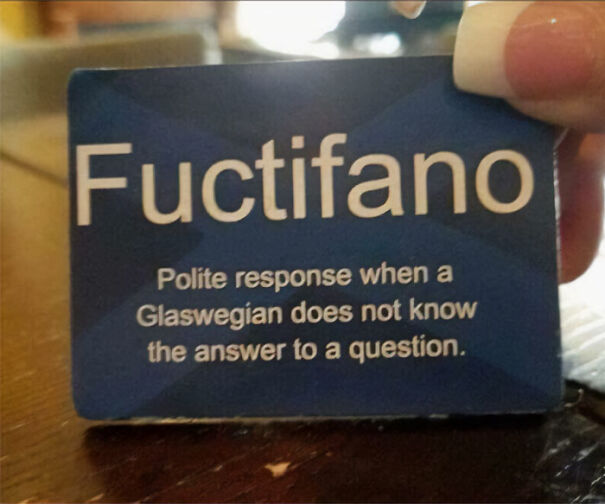 Fuctifano
Polite response when a
Glaswegian does not know
the answer to a question.